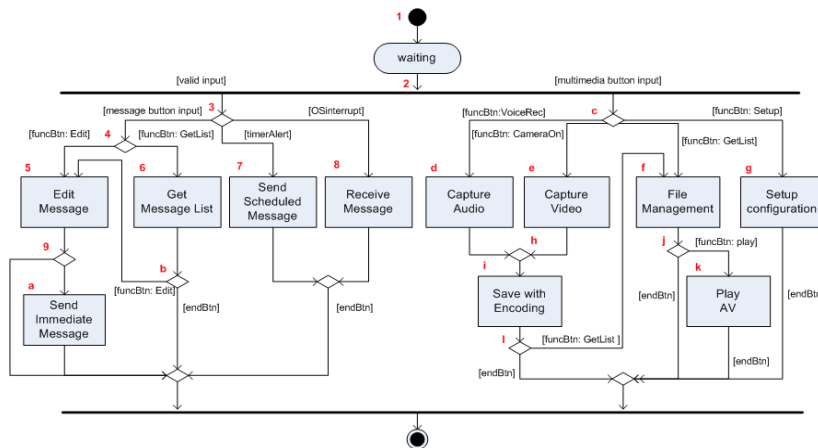 1
waiting
2
[valid input]
[multimedia button input]
[message button input]
3
[OSinterrupt]
[funcBtn:VoiceRec]
c
[funcBtn: Setup]
[funcBtn: Edit]
4
[funcBtn: GetList]
[timerAlert]
[funcBtn: CameraOn]
[funcBtn: GetList]
5
6
7
8
d
e
f
g
Edit
Message
Get
Message List
Send
Scheduled
Message
Receive
Message
Capture
Audio
Capture
Video
File
Management
Setup
configuration
9
b
h
j
[funcBtn: play]
i
k
a
[funcBtn: Edit]
[endBtn]
[endBtn]
[endBtn]
Send
Immediate
Message
Save with
Encoding
Play
AV
l
[funcBtn: GetList ]
[endBtn]
[endBtn]
[endBtn]